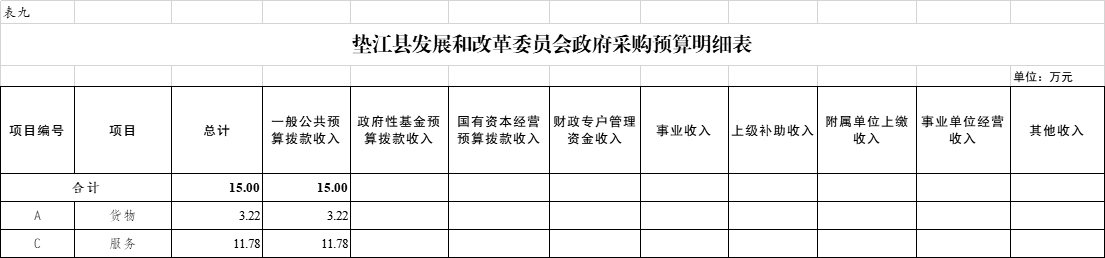 表九
垫江县发展和改革委员会政府采购预算明细表
单位：万元
项目编号 项目 总计 一般公共预算拨款收入 政府性基金预算拨款收入 国有资本经营预算拨款收入 财政专户管理资金收入 事业收入 上级补助收入 附属单位上缴收入 事业单位经营收入 其他收入
合计 15.00 15.00
A 货物 3.22 3.22
C 服务 11.78 11.78